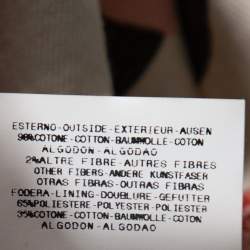 ESTERNO-OUTSIDE-EXTERIEUR-AUSEN
98%COTONE-COTTON-BAUMWOLLE-COTON
ALGODON-ALGODAO
2%ALTRE FIBRE-AUTRES FIBRES
OTHER FIBERS-ANDERE KUNSTFASER
OTRAS FIBRAS-OUTRAS FIBRAS
FODERA-LINING-DOUBLURE-GEFUTTER
65%POLIESTERE-POLYESTER-POLIESTER
35%COTONE-COTTON-BAUMWOLLE-COTON
ALGODON-ALGODAO